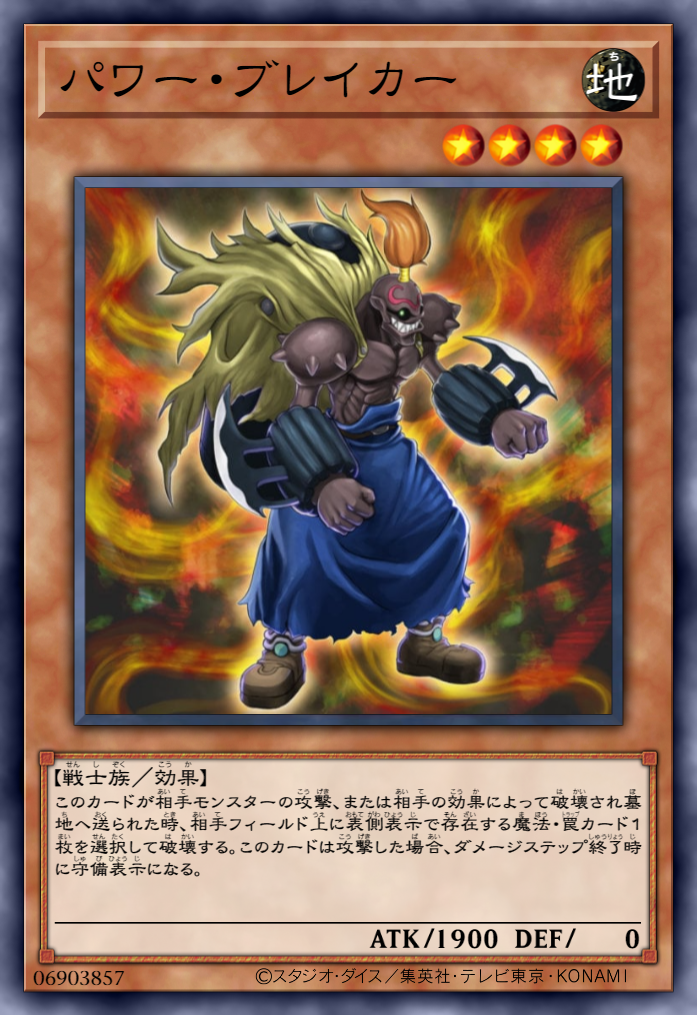 パワー・ブレイカー
地
【戦士族／効果】
このカードが相手モンスターの攻撃、または相手の効果によって破壊され墓
地へ送られた時、相手フィールド上に表側表示で存在する魔法・罠カード1
枚を選択して破壊する。このカードは攻撃した場合、ダメージステップ終了時
に守備表示になる。
ATK/1900 DEF/ 0
06903857 ©スタジオ・ダイス／集英社・テレビ東京・KONAMI